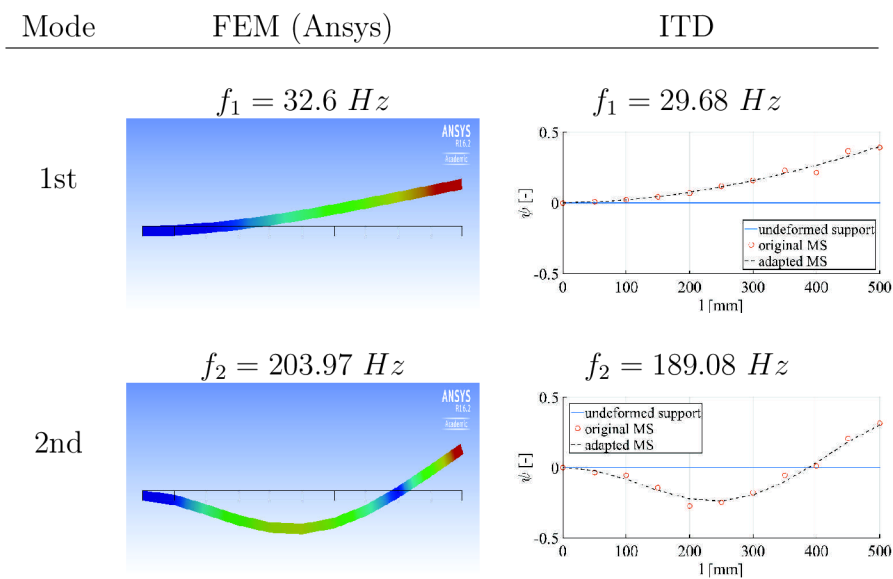 Mode FEM (Ansys) ITD
f₁ = 32.6 Hz f₁ = 29.68 Hz
1st
ANSYS
R16.2
Academic
0.5
0
-0.5
ψ [-]
undeformed support
original MS
adapted MS
0 100 200 300 400 500
l [mm]
f₂ = 203.97 Hz f₂ = 189.08 Hz
2nd
ANSYS
R16.2
Academic
0.5
0
-0.5
ψ [-]
undeformed support
original MS
adapted MS
0 100 200 300 400 500
l [mm]